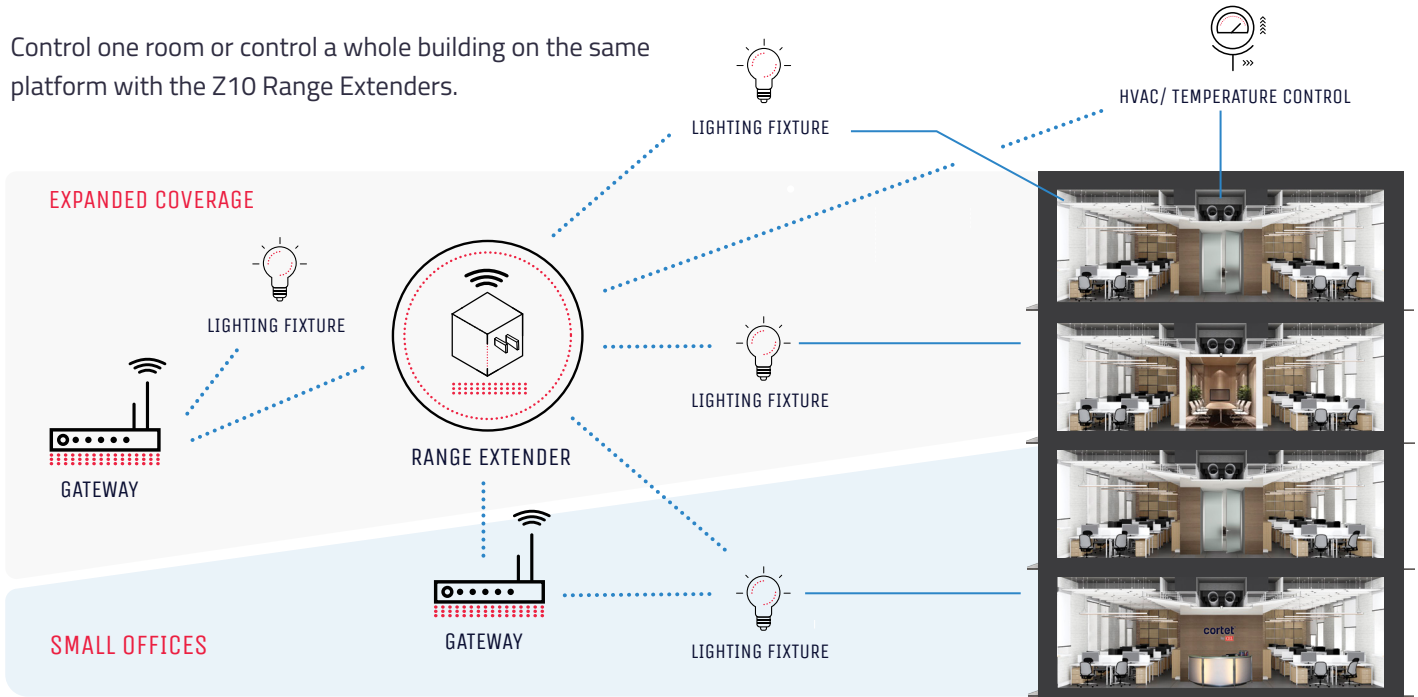 Control one room or control a whole building on the same
platform with the Z10 Range Extenders.
HVAC/ TEMPERATURE CONTROL
LIGHTING FIXTURE
EXPANDED COVERAGE
LIGHTING FIXTURE
LIGHTING FIXTURE
RANGE EXTENDER
GATEWAY
SMALL OFFICES
GATEWAY
LIGHTING FIXTURE
cortet